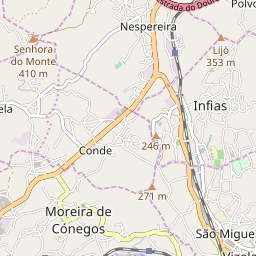 Estrada do Douro
Polvo
Nespereira
Senhora
do Monte
410 m
Lijó
353 m
ela
Infias
Conde
246 m
271 m
Moreira de
Cónegos
São Migue
Vizela